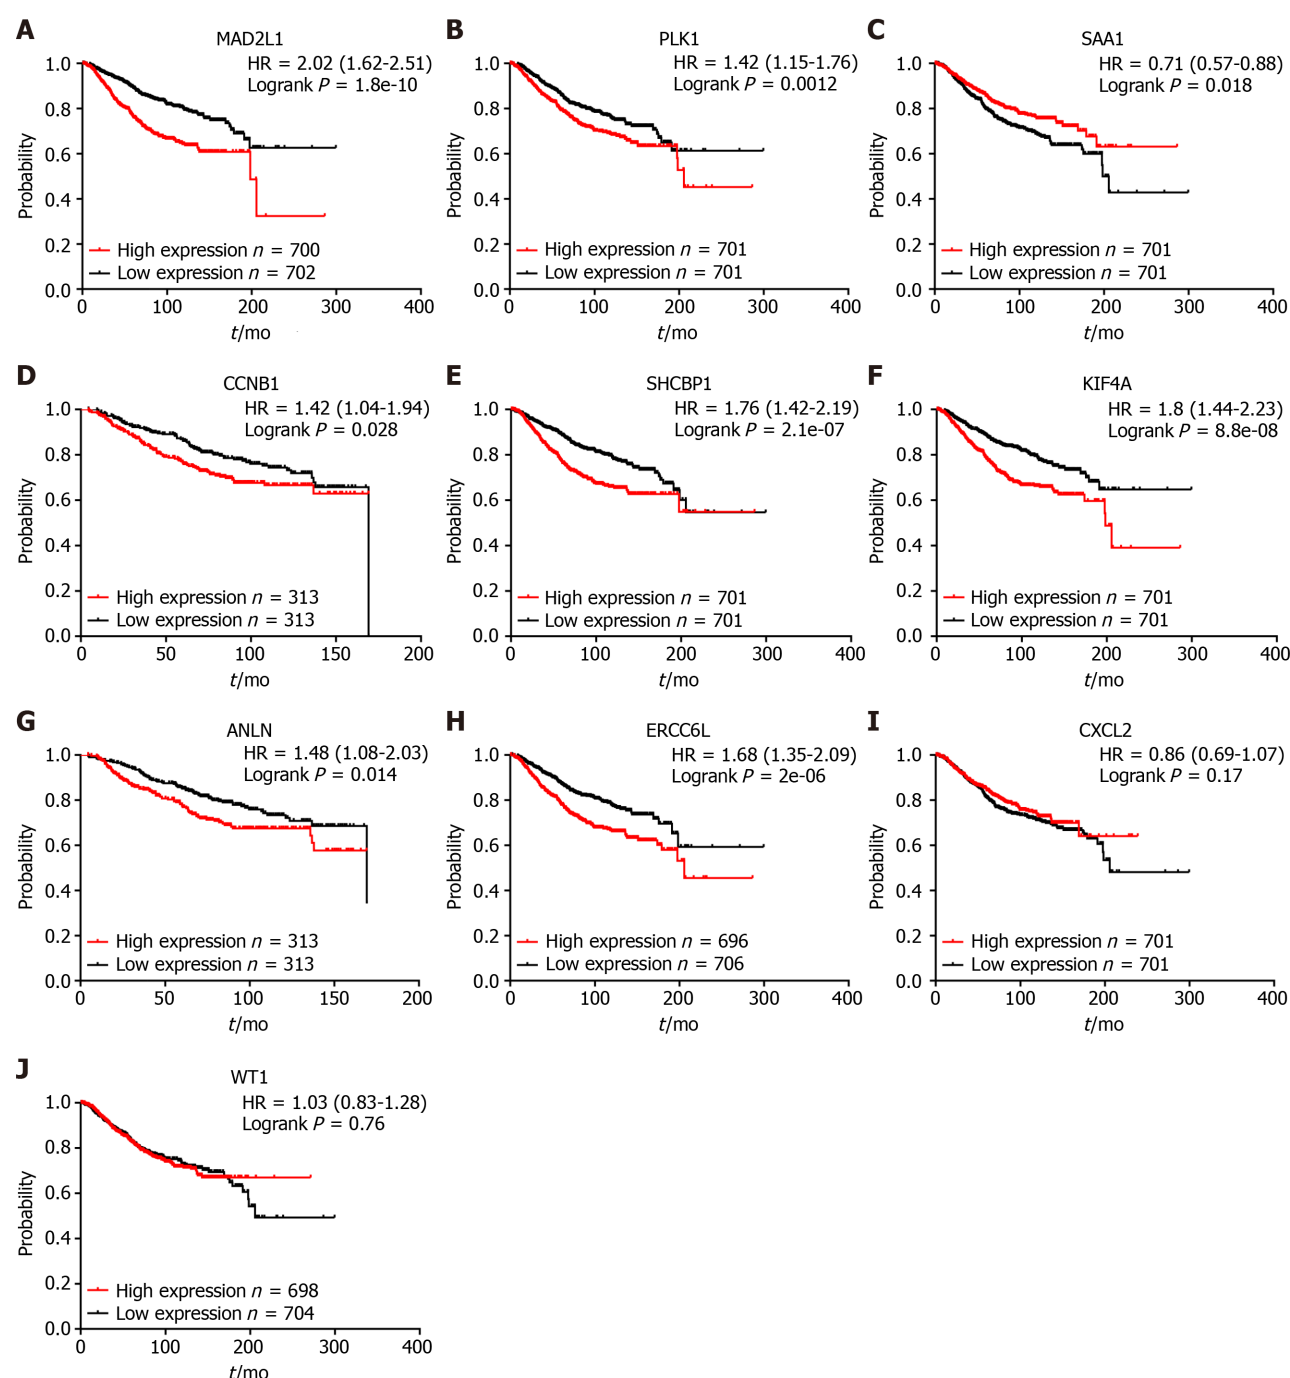 A
MAD2L1
HR = 2.02 (1.62-2.51)
Logrank P = 1.8e-10
1.0
0.8
0.6
0.4
0.2
0.0
Probability
High expression n = 700
Low expression n = 702
0 100 200 300 400
t/mo
B
PLK1
HR = 1.42 (1.15-1.76)
Logrank P = 0.0012
1.0
0.8
0.6
0.4
0.2
0.0
Probability
High expression n = 701
Low expression n = 701
0 100 200 300 400
t/mo
C
SAA1
HR = 0.71 (0.57-0.88)
Logrank P = 0.018
1.0
0.8
0.6
0.4
0.2
0.0
Probability
High expression n = 701
Low expression n = 701
0 100 200 300 400
t/mo
D
CCNB1
HR = 1.42 (1.04-1.94)
Logrank P = 0.028
1.0
0.8
0.6
0.4
0.2
0.0
Probability
High expression n = 313
Low expression n = 313
0 50 100 150 200
t/mo
E
SHCBP1
HR = 1.76 (1.42-2.19)
Logrank P = 2.1e-07
1.0
0.8
0.6
0.4
0.2
0.0
Probability
High expression n = 701
Low expression n = 701
0 100 200 300 400
t/mo
F
KIF4A
HR = 1.8 (1.44-2.23)
Logrank P = 8.8e-08
1.0
0.8
0.6
0.4
0.2
0.0
Probability
High expression n = 701
Low expression n = 701
0 100 200 300 400
t/mo
G
ANLN
HR = 1.48 (1.08-2.03)
Logrank P = 0.014
1.0
0.8
0.6
0.4
0.2
0.0
Probability
High expression n = 313
Low expression n = 313
0 50 100 150 200
t/mo
H
ERCC6L
HR = 1.68 (1.35-2.09)
Logrank P = 2e-06
1.0
0.8
0.6
0.4
0.2
0.0
Probability
High expression n = 696
Low expression n = 706
0 100 200 300 400
t/mo
I
CXCL2
HR = 0.86 (0.69-1.07)
Logrank P = 0.17
1.0
0.8
0.6
0.4
0.2
0.0
Probability
High expression n = 701
Low expression n = 701
0 100 200 300 400
t/mo
J
WT1
HR = 1.03 (0.83-1.28)
Logrank P = 0.76
1.0
0.8
0.6
0.4
0.2
0.0
Probability
High expression n = 698
Low expression n = 704
0 100 200 300 400
t/mo